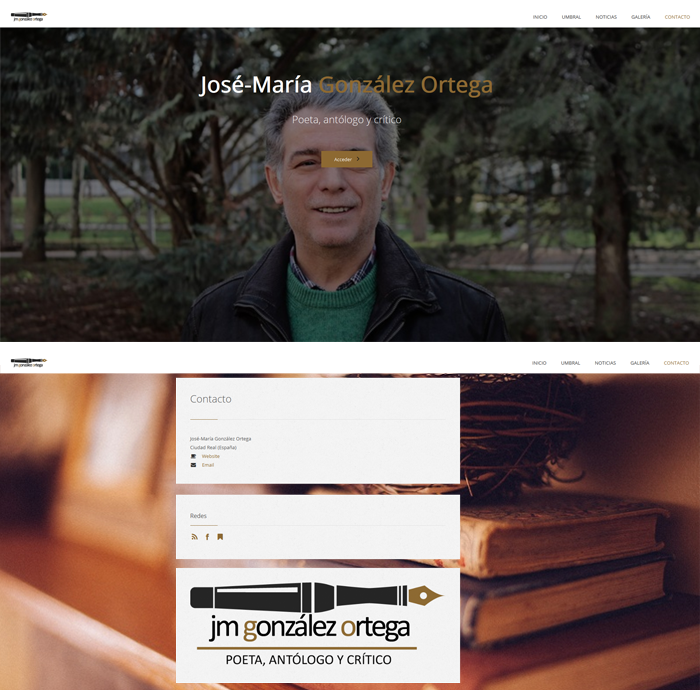 jm gonzález ortega
INICIO UMBRAL NOTICIAS GALERÍA CONTACTO
José-María González Ortega
Poeta, antólogo y crítico
Acceder
jm gonzález ortega
INICIO UMBRAL NOTICIAS GALERÍA CONTACTO
Contacto
José-María González Ortega
Ciudad Real (España)
Website
Email
Redes
jm gonzález ortega
POETA, ANTÓLOGO Y CRÍTICO